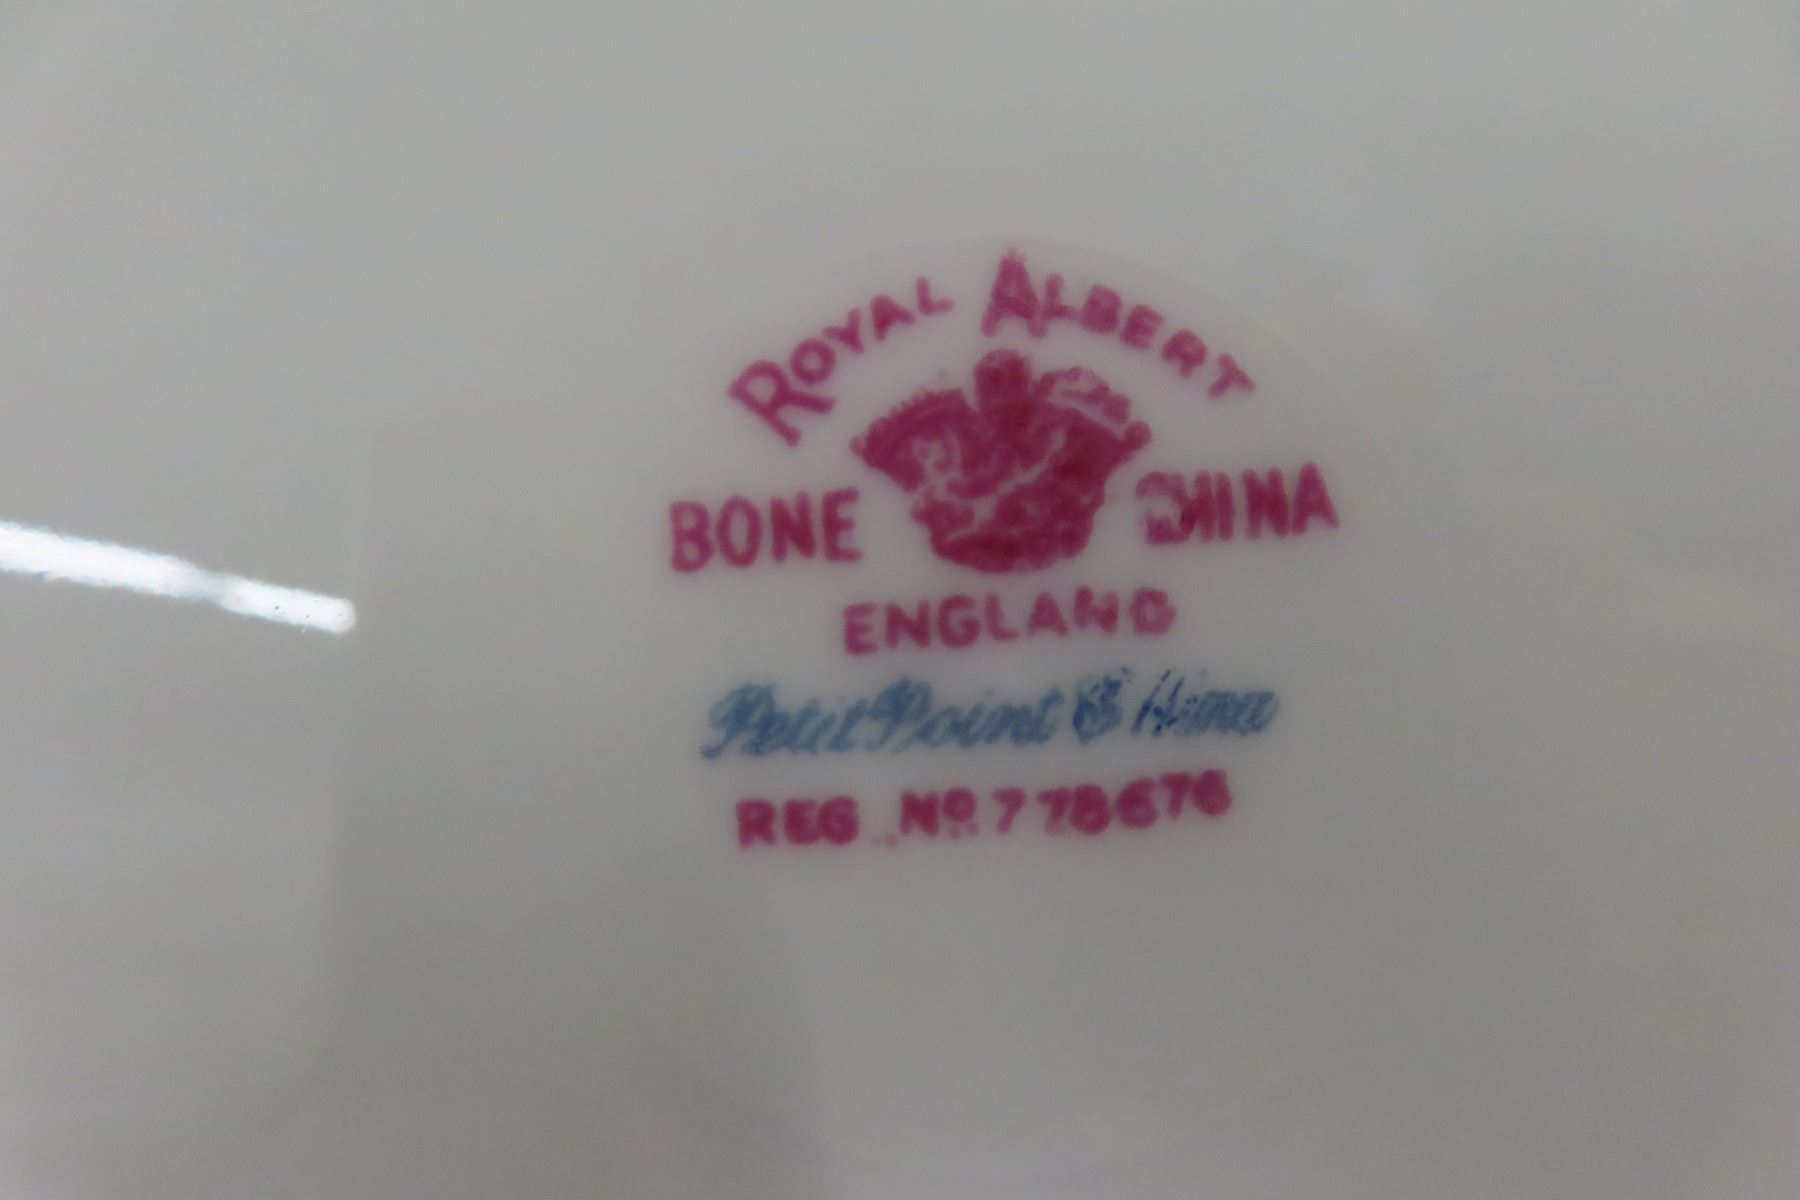 ROYAL ALBERT
BONE CHINA
ENGLAND
Petit Point China
REG. No 778676